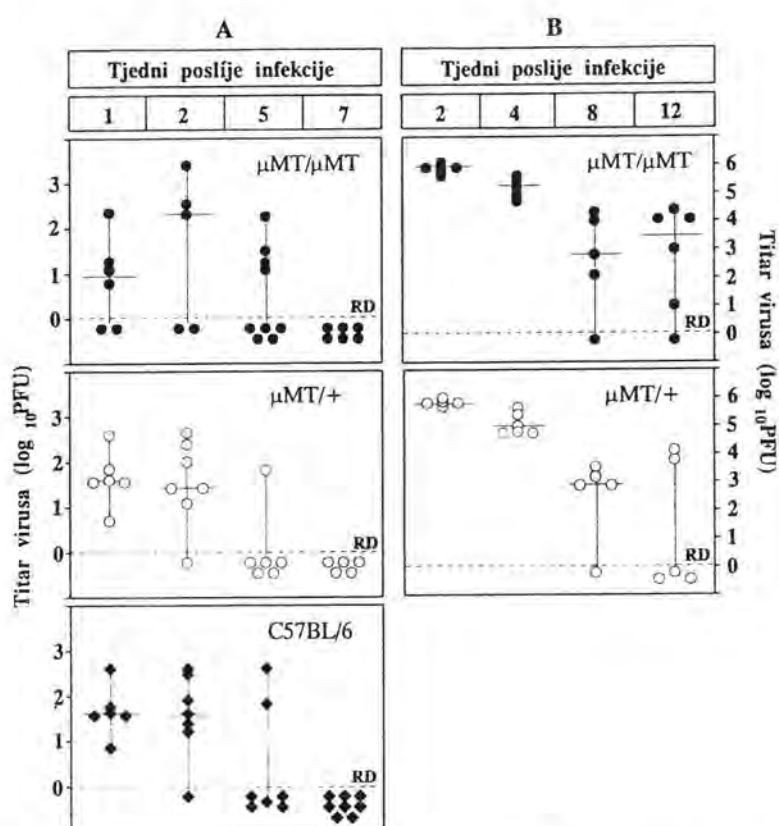 A
B
Tjedni poslije infekcije
Tjedni poslije infekcije
1 2 5 7
2 4 8 12
μMT/μMT
μMT/μMT
3
2
1
0
RD
6
5
4
3
2
1
0
RD
μMT/+
μMT/+
3
2
1
0
RD
6
5
4
3
2
1
0
RD
Titar virusa (log 10PFU)
Titar virusa (log 10PFU)
C57BL/6
3
2
1
0
RD